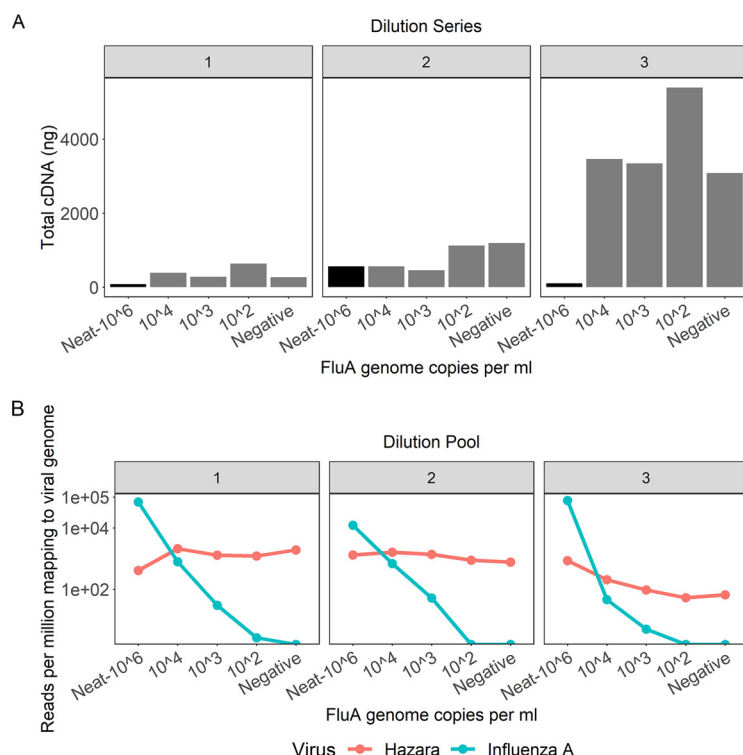 A
Dilution Series
1 2 3
Total cDNA (ng)
4000
2000
0
Neat-10^6 10^4 10^3 10^2 Negative Neat-10^6 10^4 10^3 10^2 Negative Neat-10^6 10^4 10^3 10^2 Negative
FluA genome copies per ml
B
Dilution Pool
1 2 3
Reads per million mapping to viral genome
1e+05
1e+04
1e+02
Neat-10^6 10^4 10^3 10^2 Negative Neat-10^6 10^4 10^3 10^2 Negative Neat-10^6 10^4 10^3 10^2 Negative
FluA genome copies per ml
Virus Hazara Influenza A